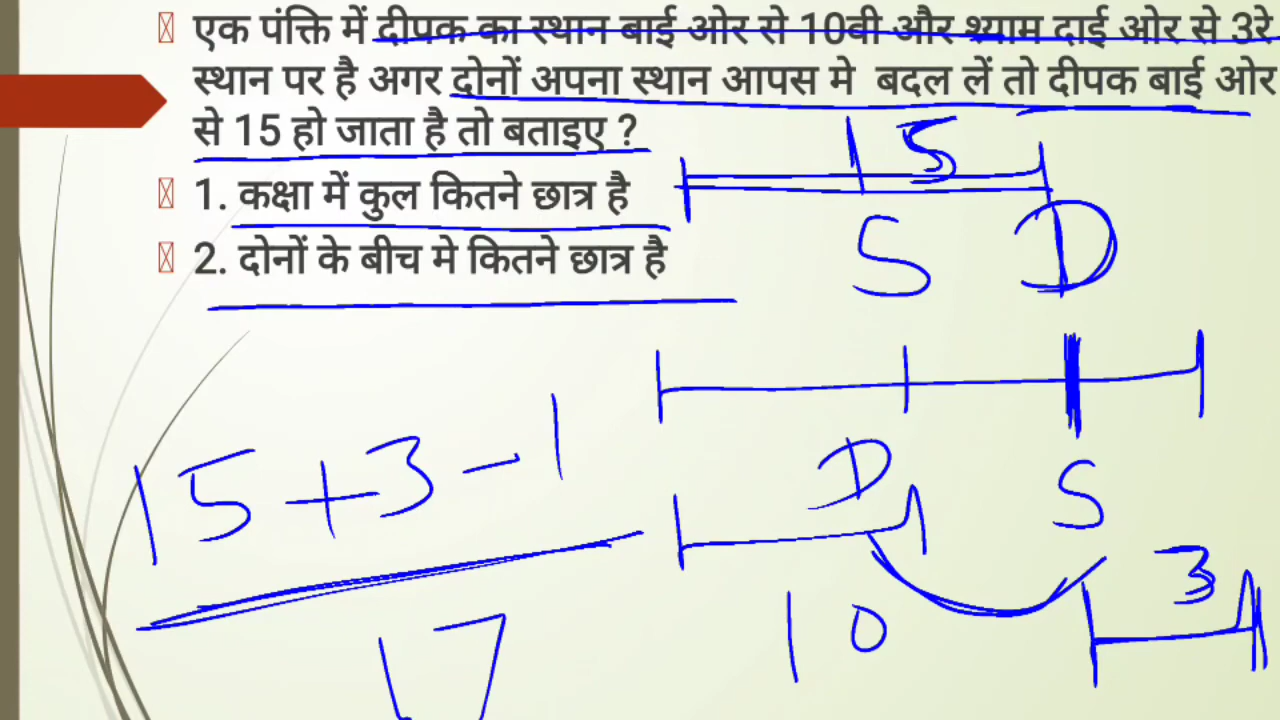 एक पंक्ति में दीपक का स्थान बाई ओर से 10वी और श्याम दाई ओर से 3रे
स्थान पर है अगर दोनों अपना स्थान आपस मे बदल लें तो दीपक बाई ओर
से 15 हो जाता है तो बताइए ?
1. कक्षा में कुल कितने छात्र है
2. दोनों के बीच मे कितने छात्र है
15
S D
D S
10 3
15+3-1
17